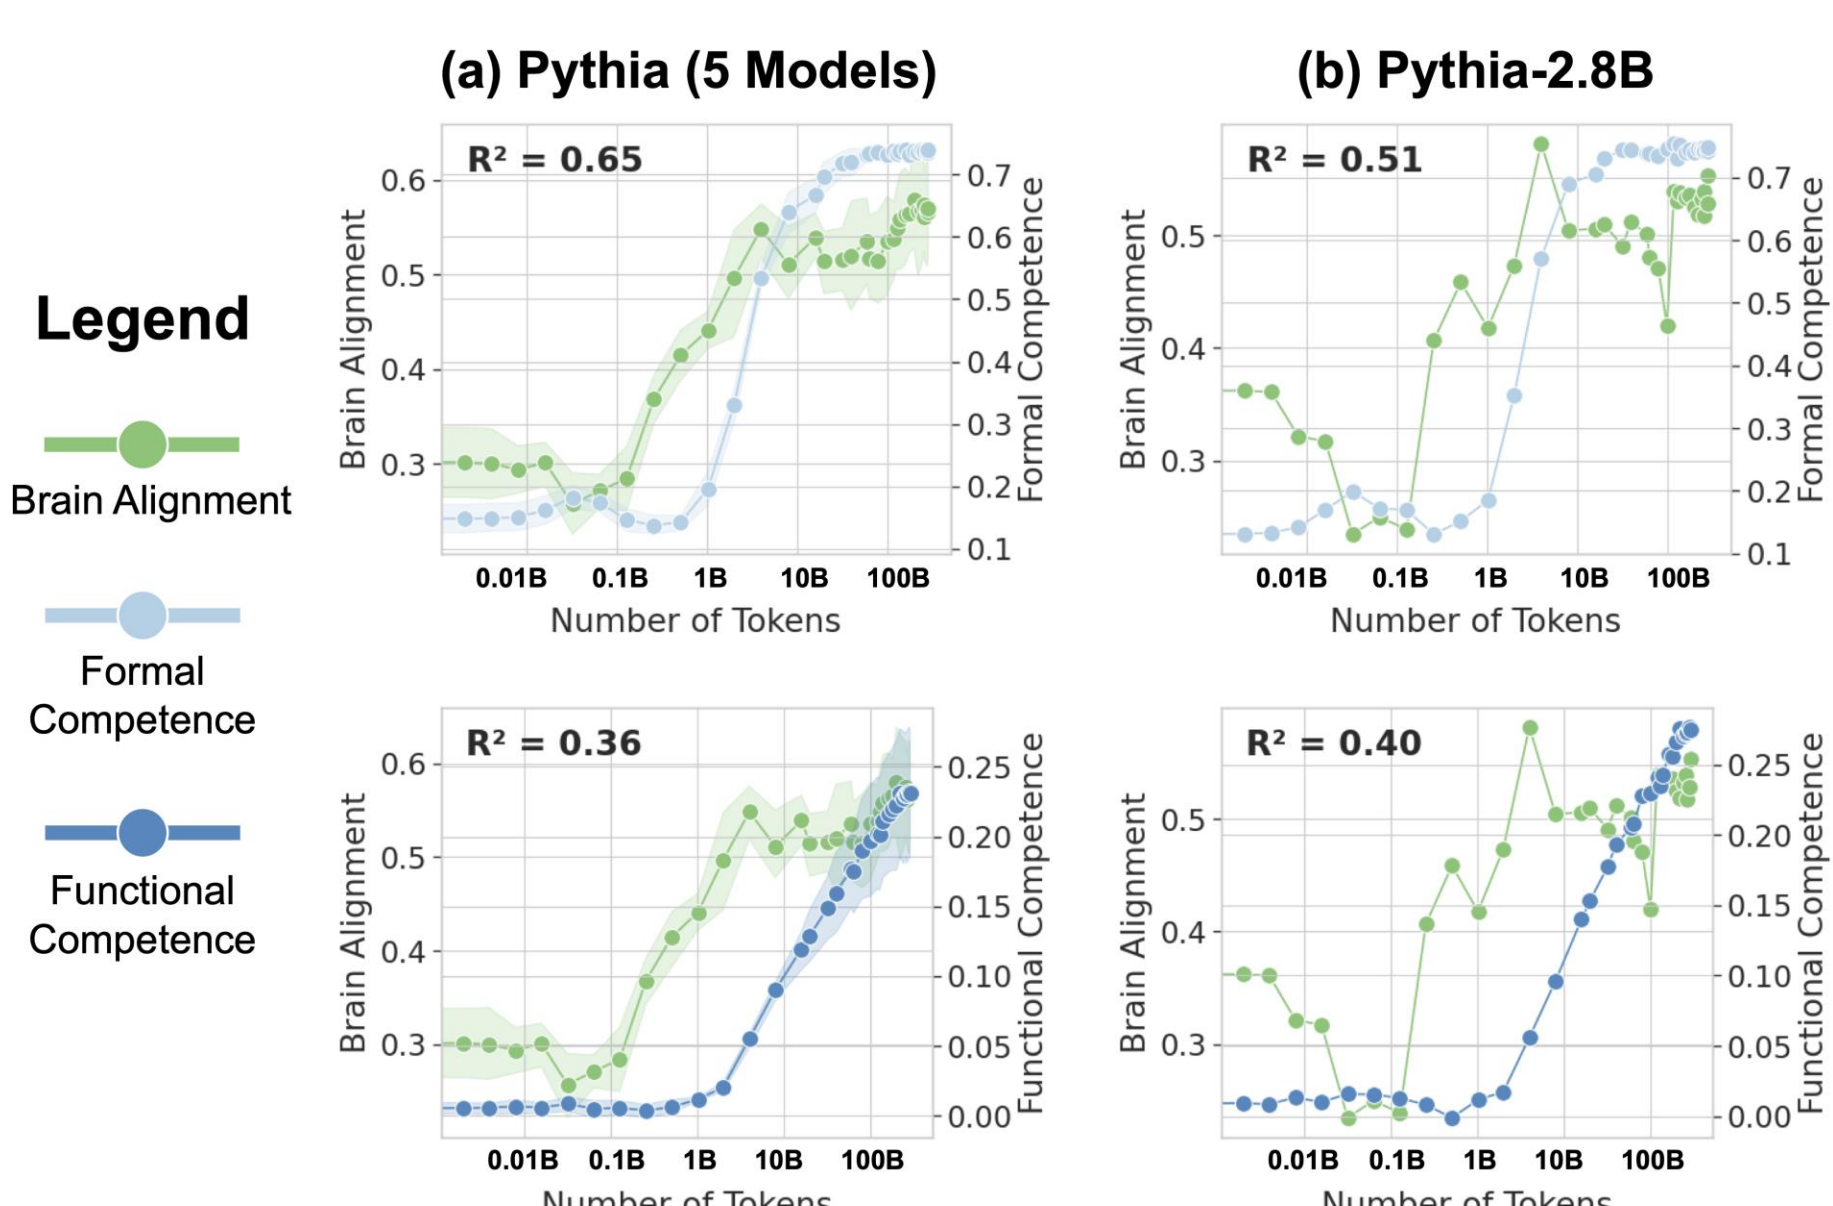 (a) Pythia (5 Models)
(b) Pythia-2.8B
Legend
Brain Alignment
Formal
Competence
Functional
Competence
R² = 0.65
Brain Alignment
0.6
0.5
0.4
0.3
Formal Competence
0.7
0.6
0.5
0.4
0.3
0.2
0.1
0.01B 0.1B 1B 10B 100B
Number of Tokens
R² = 0.51
Brain Alignment
0.5
0.4
0.3
Formal Competence
0.7
0.6
0.5
0.4
0.3
0.2
0.1
0.01B 0.1B 1B 10B 100B
Number of Tokens
R² = 0.36
Brain Alignment
0.6
0.5
0.4
0.3
Functional Competence
0.25
0.20
0.15
0.10
0.05
0.00
0.01B 0.1B 1B 10B 100B
Number of Tokens
R² = 0.40
Brain Alignment
0.5
0.4
0.3
Functional Competence
0.25
0.20
0.15
0.10
0.05
0.00
0.01B 0.1B 1B 10B 100B
Number of Tokens